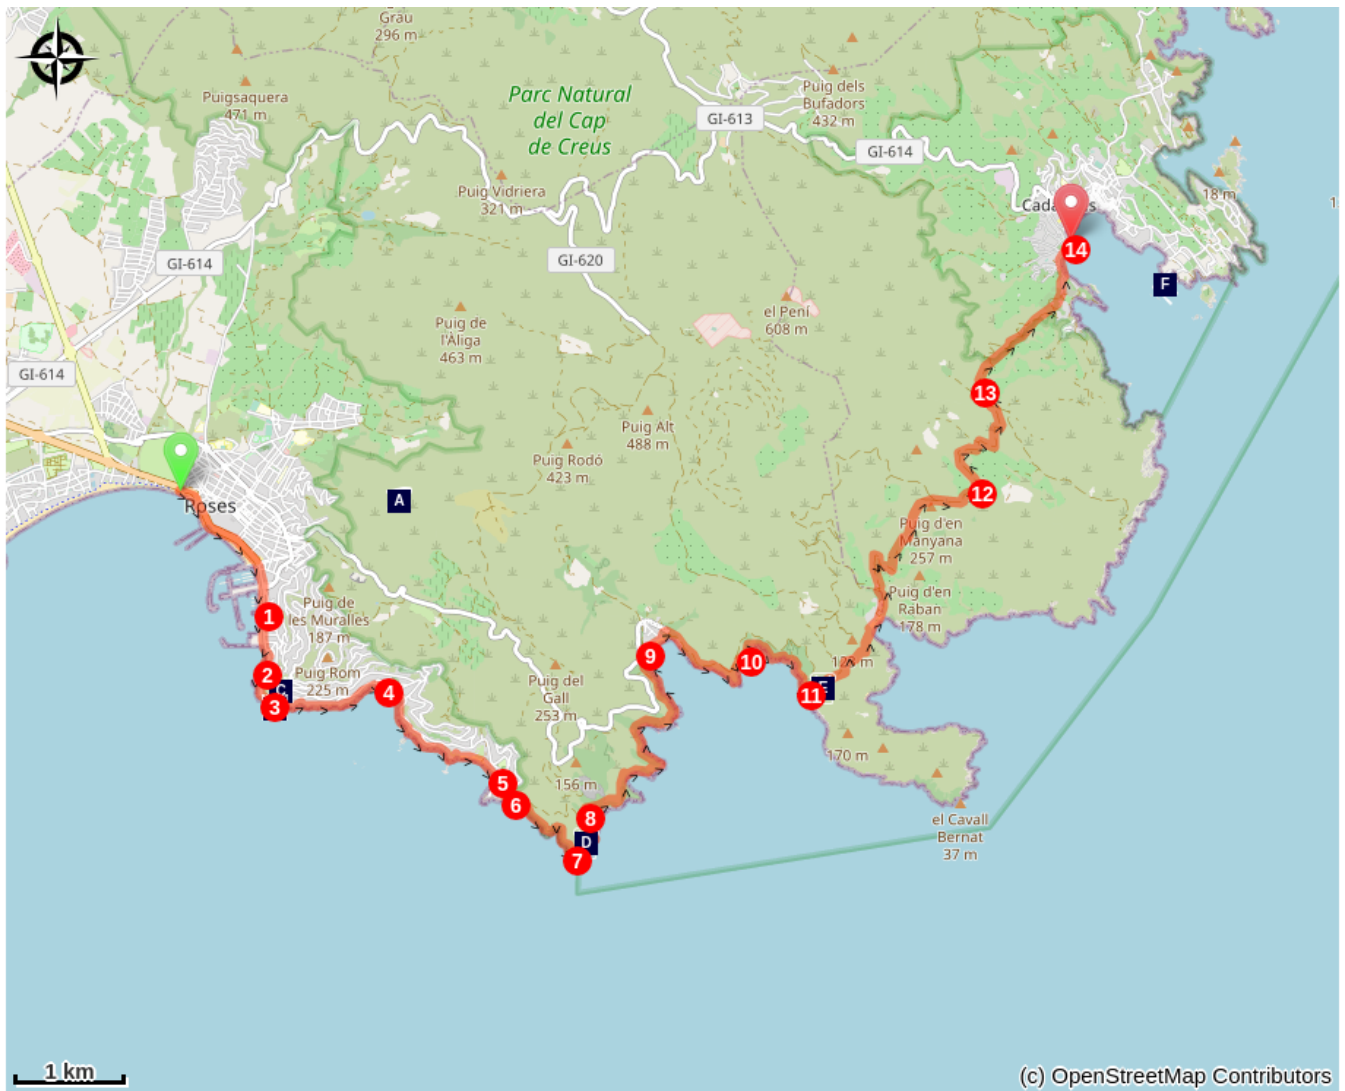 Grau
296 m
Puigsaquera
471 m
Parc Natural
del Cap
de Creus
Puig dels
Bufadors
432 m
GI-613
GI-614
Puig Vidriera
321 m
18 m
1
14
GI-614
GI-620
F
Puig de
l'Àliga
463 m
el Pení
608 m
GI-614
13
Puig Alt
488 m
Puig Rodó
423 m
A
12
Roses
Puig d'en
Manyana
257 m
Puig d'en
Raban
178 m
1
Puig de
les Muralles
187 m
9
10
2
Puig Rom
225 m
4
C
3
11
E
Puig del
Gall
253 m
170 m
5
6
156 m
8
D
7
el Cavall
Bernat
37 m
1 km
(c) OpenStreetMap Contributors